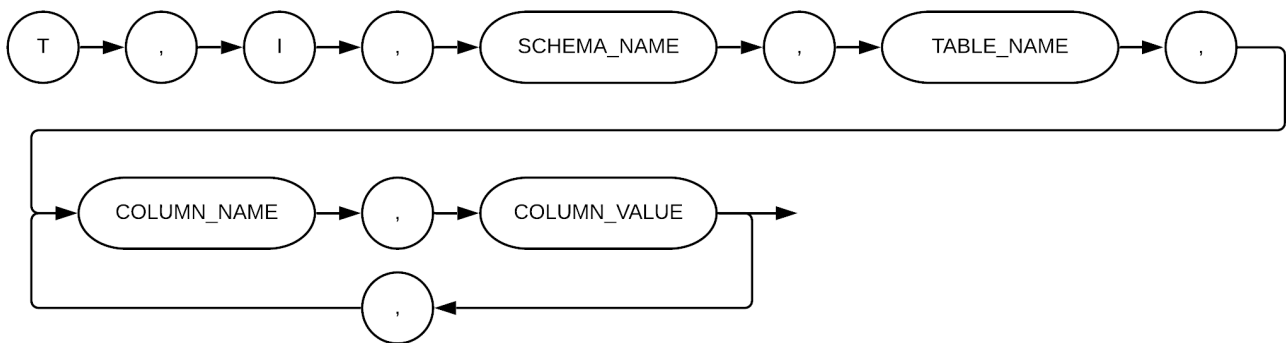 T , I , SCHEMA_NAME , TABLE_NAME ,
COLUMN_NAME , COLUMN_VALUE
,